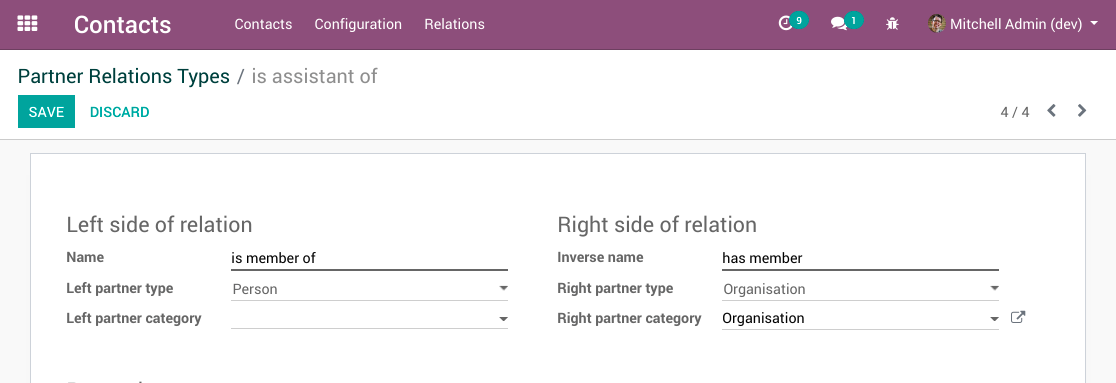 Contacts Contacts Configuration Relations 9 1 Mitchell Admin (dev)
Partner Relations Types / is assistant of
SAVE DISCARD 4 / 4
Left side of relation Right side of relation
Name is member of Inverse name has member
Left partner type Person Right partner type Organisation
Left partner category Right partner category Organisation